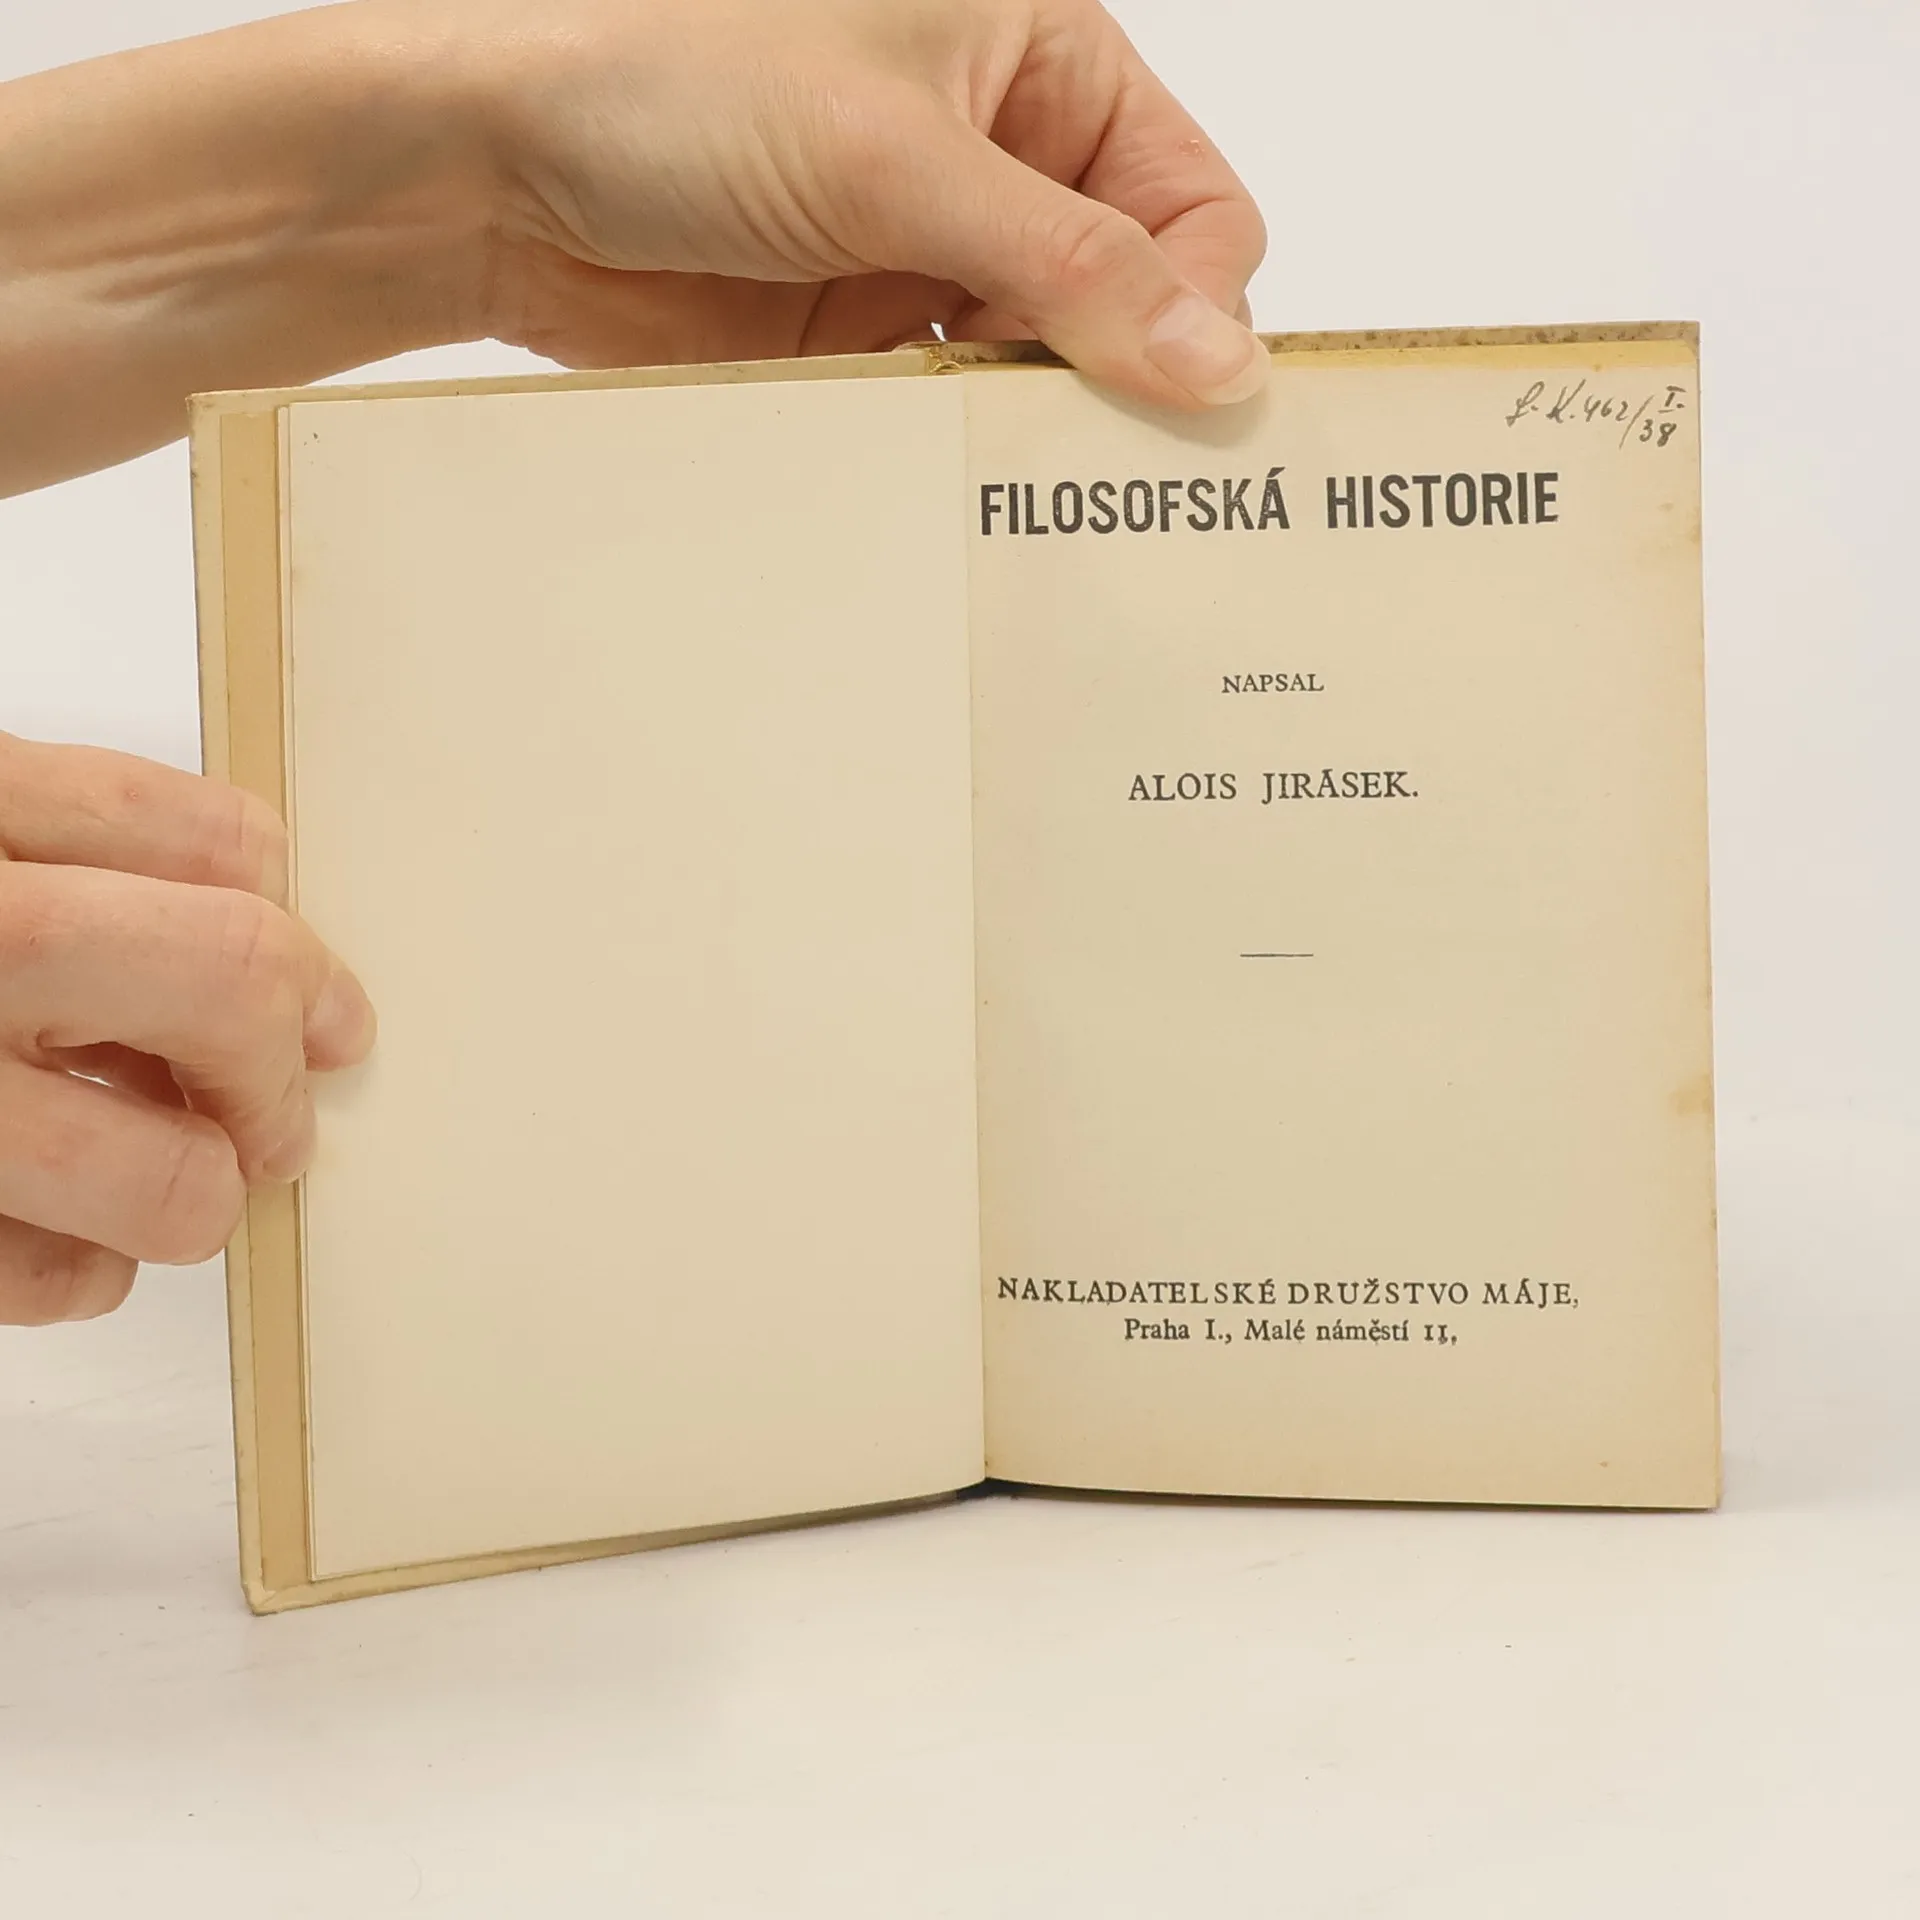 L. K. 462/I.
38
FILOSOFSKÁ HISTORIE
NAPSAL
ALOIS JIRÁSEK.
NAKLADATELSKÉ DRUŽSTVO MÁJE,
Praha I., Malé náměstí 11.